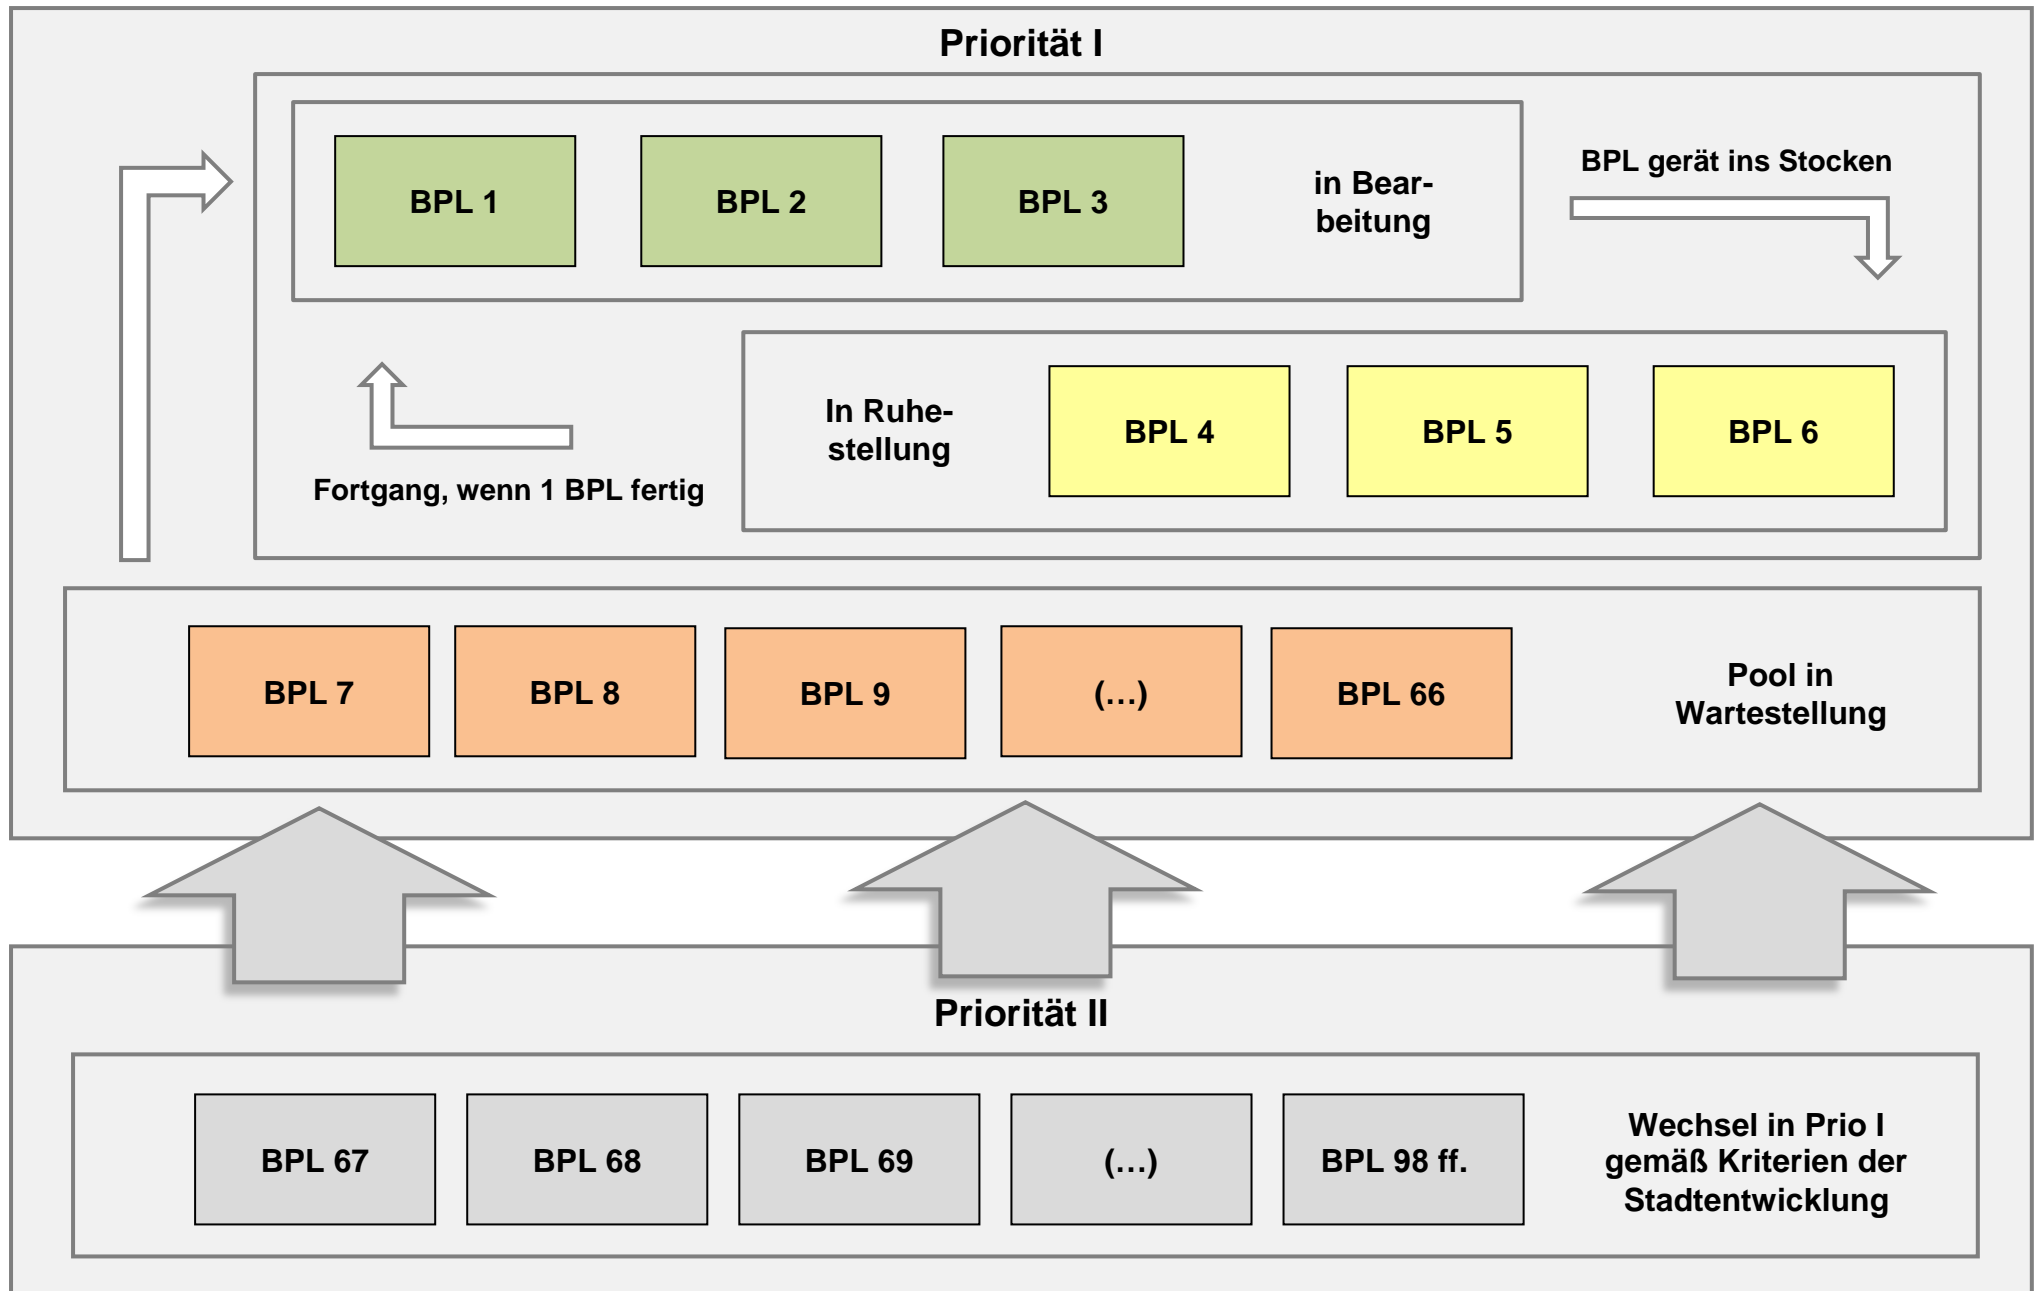 Priorität I
BPL 1
BPL 2
BPL 3
in Bear-
beitung
BPL gerät ins Stocken
In Ruhe-
stellung
BPL 4
BPL 5
BPL 6
Fortgang, wenn 1 BPL fertig
BPL 7
BPL 8
BPL 9
(…)
BPL 66
Pool in
Wartestellung
Priorität II
BPL 67
BPL 68
BPL 69
(…)
BPL 98 ff.
Wechsel in Prio I
gemäß Kriterien der
Stadtentwicklung